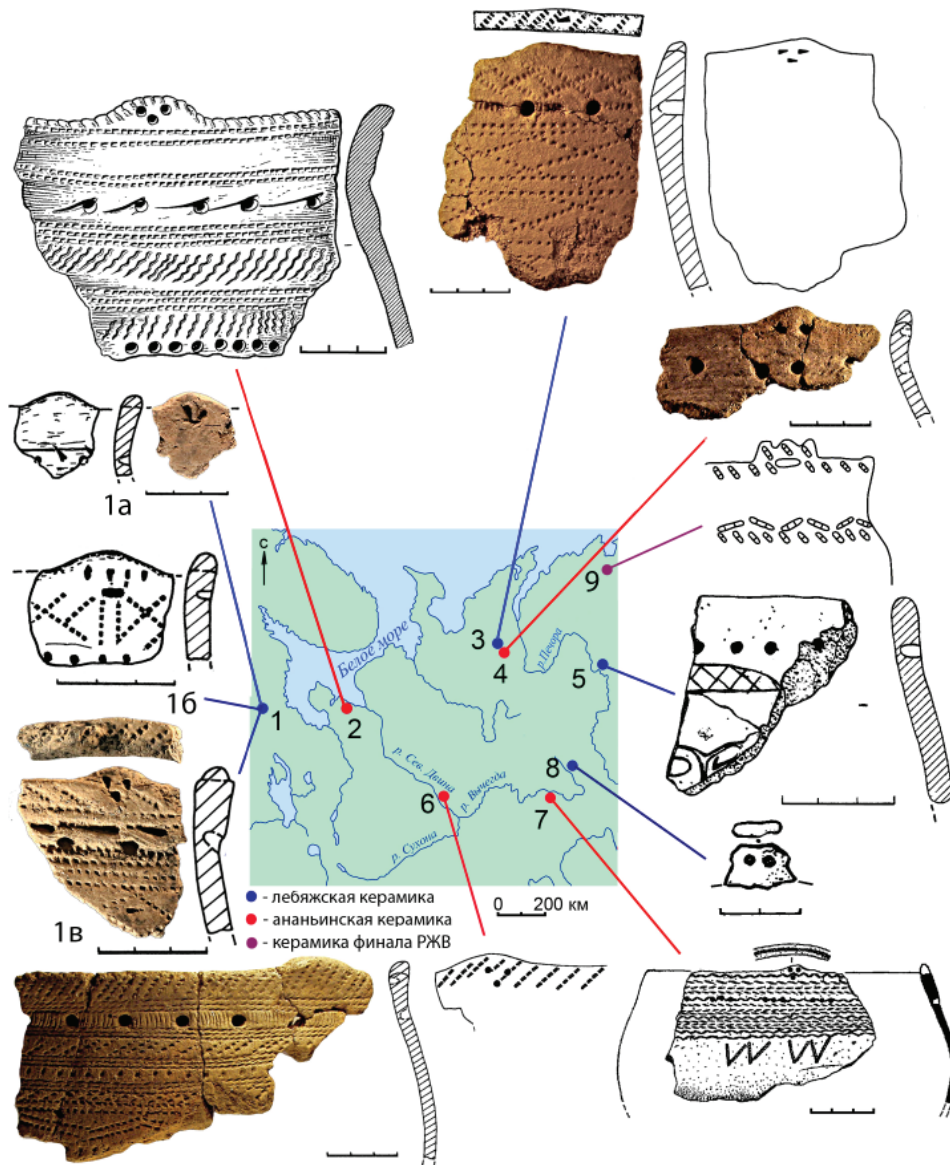 1а
1б
1в
с
Белое море
р.Печора
р. Сев. Двина
р. Вычегда
р. Сухона
1
2
3
4
5
6
7
8
9
- лебяжская керамика
- ананьинская керамика
- керамика финала РЖВ
0 200 км